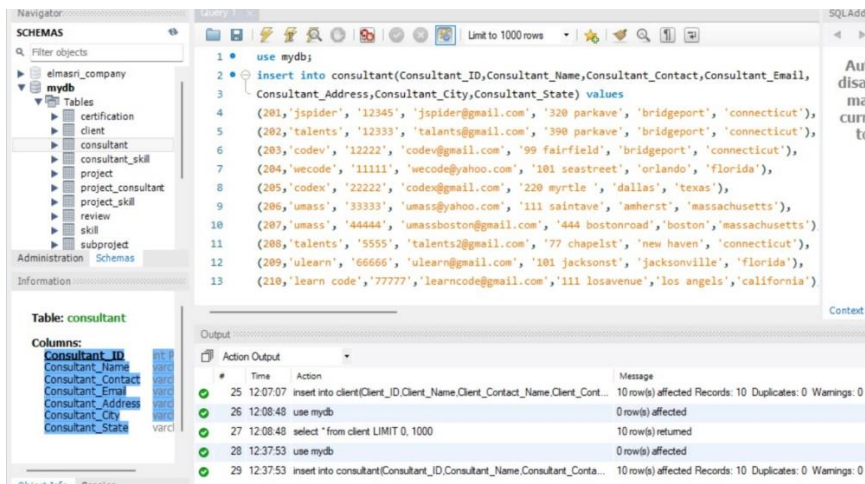 Navigator
SCHEMAS
Filter objects
elmasri_company
mydb
Tables
certification
client
consultant
consultant_skill
project
project_consultant
project_skill
review
skill
subproject
Administration Schemas
Information
Table: consultant
Columns:
Consultant_ID int P
Consultant_Name varc
Consultant_Contact varc
Consultant_Email varc
Consultant_Address varc
Consultant_City varc
Consultant_State varcl
Query 1
Limit to 1000 rows
1 use mydb;
2 insert into consultant(Consultant_ID,Consultant_Name,Consultant_Contact,Consultant_Email,
3 Consultant_Address,Consultant_City,Consultant_State) values
4 (201,'jspider', '12345', 'jspider@gmail.com', '320 parkave', 'bridgeport', 'connecticut'),
5 (202,'talents', '12333', 'talants@gmail.com', '390 parkave', 'bridgeport', 'connecticut'),
6 (203,'codev', '12222', 'codev@gmail.com', '99 fairfield', 'bridgeport', 'connecticut'),
7 (204,'wecode', '11111', 'wecode@yahoo.com', '101 seastreet', 'orlando', 'florida'),
8 (205,'codex', '22222', 'codex@gmail.com', '220 myrtle ', 'dallas', 'texas'),
9 (206,'umass', '33333', 'umass@yahoo.com', '111 saintave', 'amherst', 'massachusetts'),
10 (207,'umass', '44444', 'umassboston@gmail.com', '444 bostonroad','boston','massachusetts')
11 (208,'talents', '5555', 'talents2@gmail.com', '77 chapelst', 'new haven', 'connecticut'),
12 (209,'ulearn', '66666', 'ulearn@gmail.com', '101 jacksonst', 'jacksonville', 'florida'),
13 (210,'learn code','77777','learncode@gmail.com','111 losavenue','los angels','california')
SQLAdd
Au
disa
ma
curr
to
Context
Output
Action Output
# Time Action Message
25 12:07:07 insert into client(Client_ID,Client_Name,Client_Contact_Name,Client_Cont... 10 row(s) affected Records: 10 Duplicates: 0 Warnings: 0
26 12:08:48 use mydb 0 row(s) affected
27 12:08:48 select * from client LIMIT 0, 1000 10 row(s) returned
28 12:37:53 use mydb 0 row(s) affected
29 12:37:53 insert into consultant(Consultant_ID,Consultant_Name,Consultant_Conta... 10 row(s) affected Records: 10 Duplicates: 0 Warnings: 0